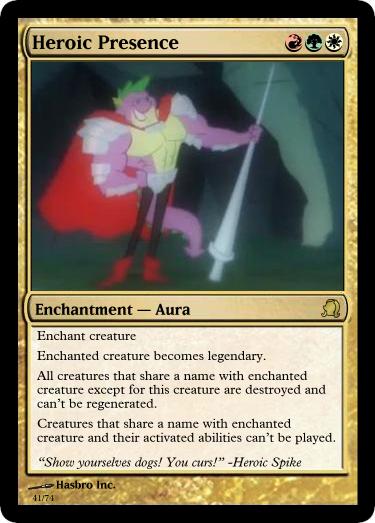 Heroic Presence
Enchantment — Aura
Enchant creature
Enchanted creature becomes legendary.
All creatures that share a name with enchanted
creature except for this creature are destroyed and
can't be regenerated.
Creatures that share a name with enchanted
creature and their activated abilities can't be played.
“Show yourselves dogs! You curs!” -Heroic Spike
Hasbro Inc.
41/74